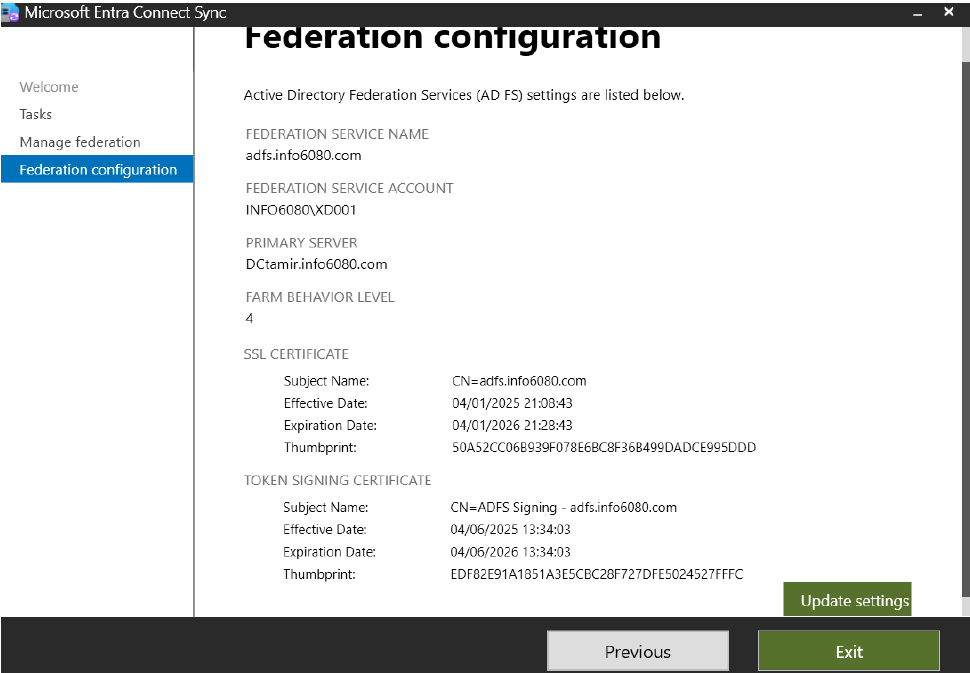 Microsoft Entra Connect Sync
Welcome
Tasks
Manage federation
Federation configuration
Federation configuration
Active Directory Federation Services (AD FS) settings are listed below.
FEDERATION SERVICE NAME
adfs.info6080.com
FEDERATION SERVICE ACCOUNT
INFO6080\XD001
PRIMARY SERVER
DCtamir.info6080.com
FARM BEHAVIOR LEVEL
4
SSL CERTIFICATE
Subject Name: CN=adfs.info6080.com
Effective Date: 04/01/2025 21:08:43
Expiration Date: 04/01/2026 21:28:43
Thumbprint: 50A52CC06B939F078E6BC8F36B499DADCE995DDD
TOKEN SIGNING CERTIFICATE
Subject Name: CN=ADFS Signing - adfs.info6080.com
Effective Date: 04/06/2025 13:34:03
Expiration Date: 04/06/2026 13:34:03
Thumbprint: EDF82E91A1851A3E5CBC28F727DFE5024527FFFC
Update settings
Previous
Exit